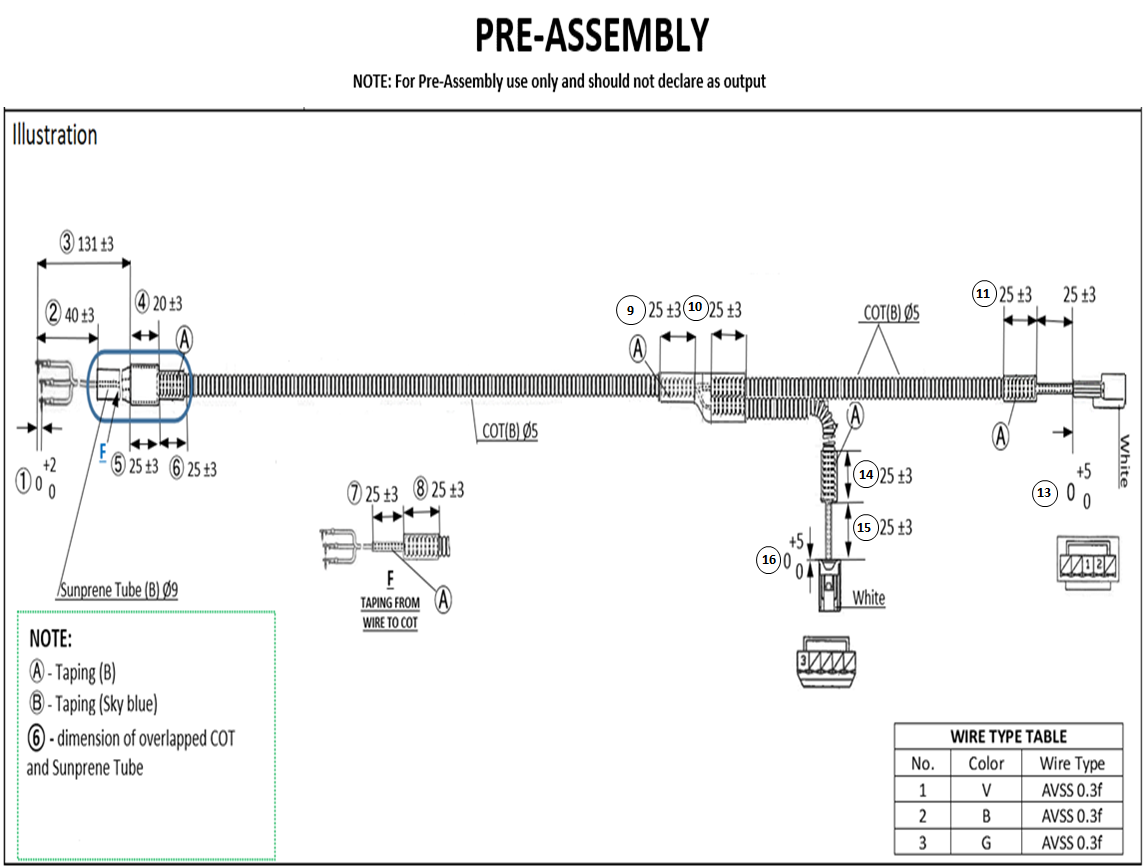 PRE-ASSEMBLY
NOTE: For Pre-Assembly use only and should not declare as output
Illustration
③ 131 ±3
② 40 ±3
④ 20 ±3
Ⓐ
F
① 0 +2 0
⑤ 25 ±3
⑥ 25 ±3
Sunprene Tube (B) Ø9
COT(B) Ø5
⑨ 25 ±3
⑩ 25 ±3
Ⓐ
COT(B) Ø5
⑪ 25 ±3
25 ±3
Ⓐ
Ⓐ
White
⑬ 0 +5 0
1 2
⑭ 25 ±3
⑮ 25 ±3
⑯ 0 +5 0
White
3
⑦ 25 ±3
⑧ 25 ±3
F
Ⓐ
TAPING FROM
WIRE TO COT
NOTE:
Ⓐ - Taping (B)
Ⓑ - Taping (Sky blue)
⑥ - dimension of overlapped COT
and Sunprene Tube
WIRE TYPE TABLE
No. Color Wire Type
1 V AVSS 0.3f
2 B AVSS 0.3f
3 G AVSS 0.3f